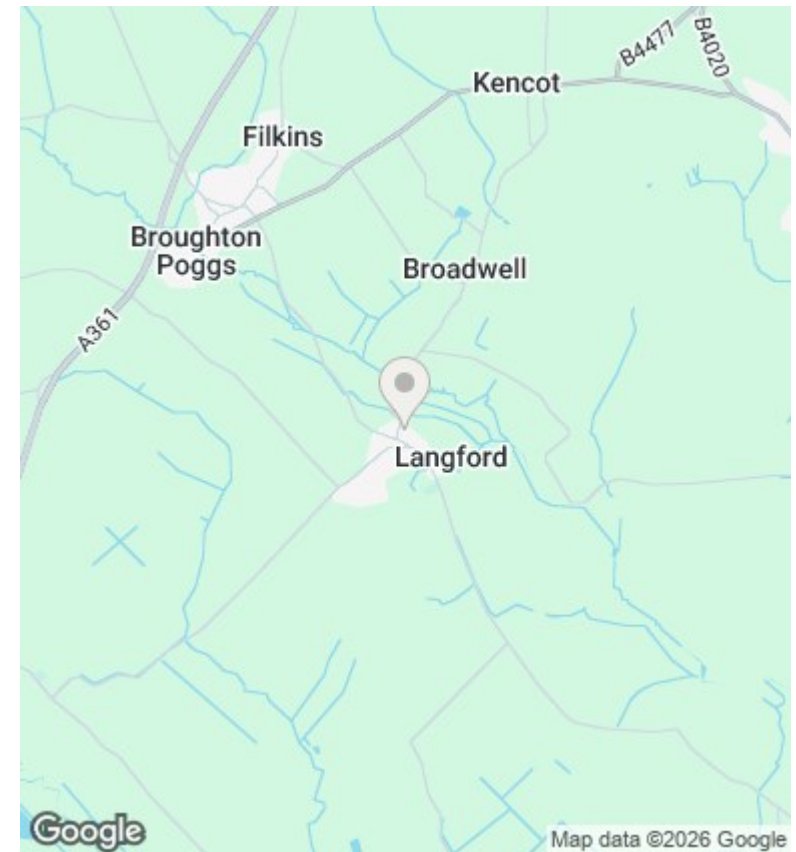 B4477
B4020
Kencot
Filkins
Broughton
Poggs
Broadwell
A361
Langford
Google
Map data ©2026 Google